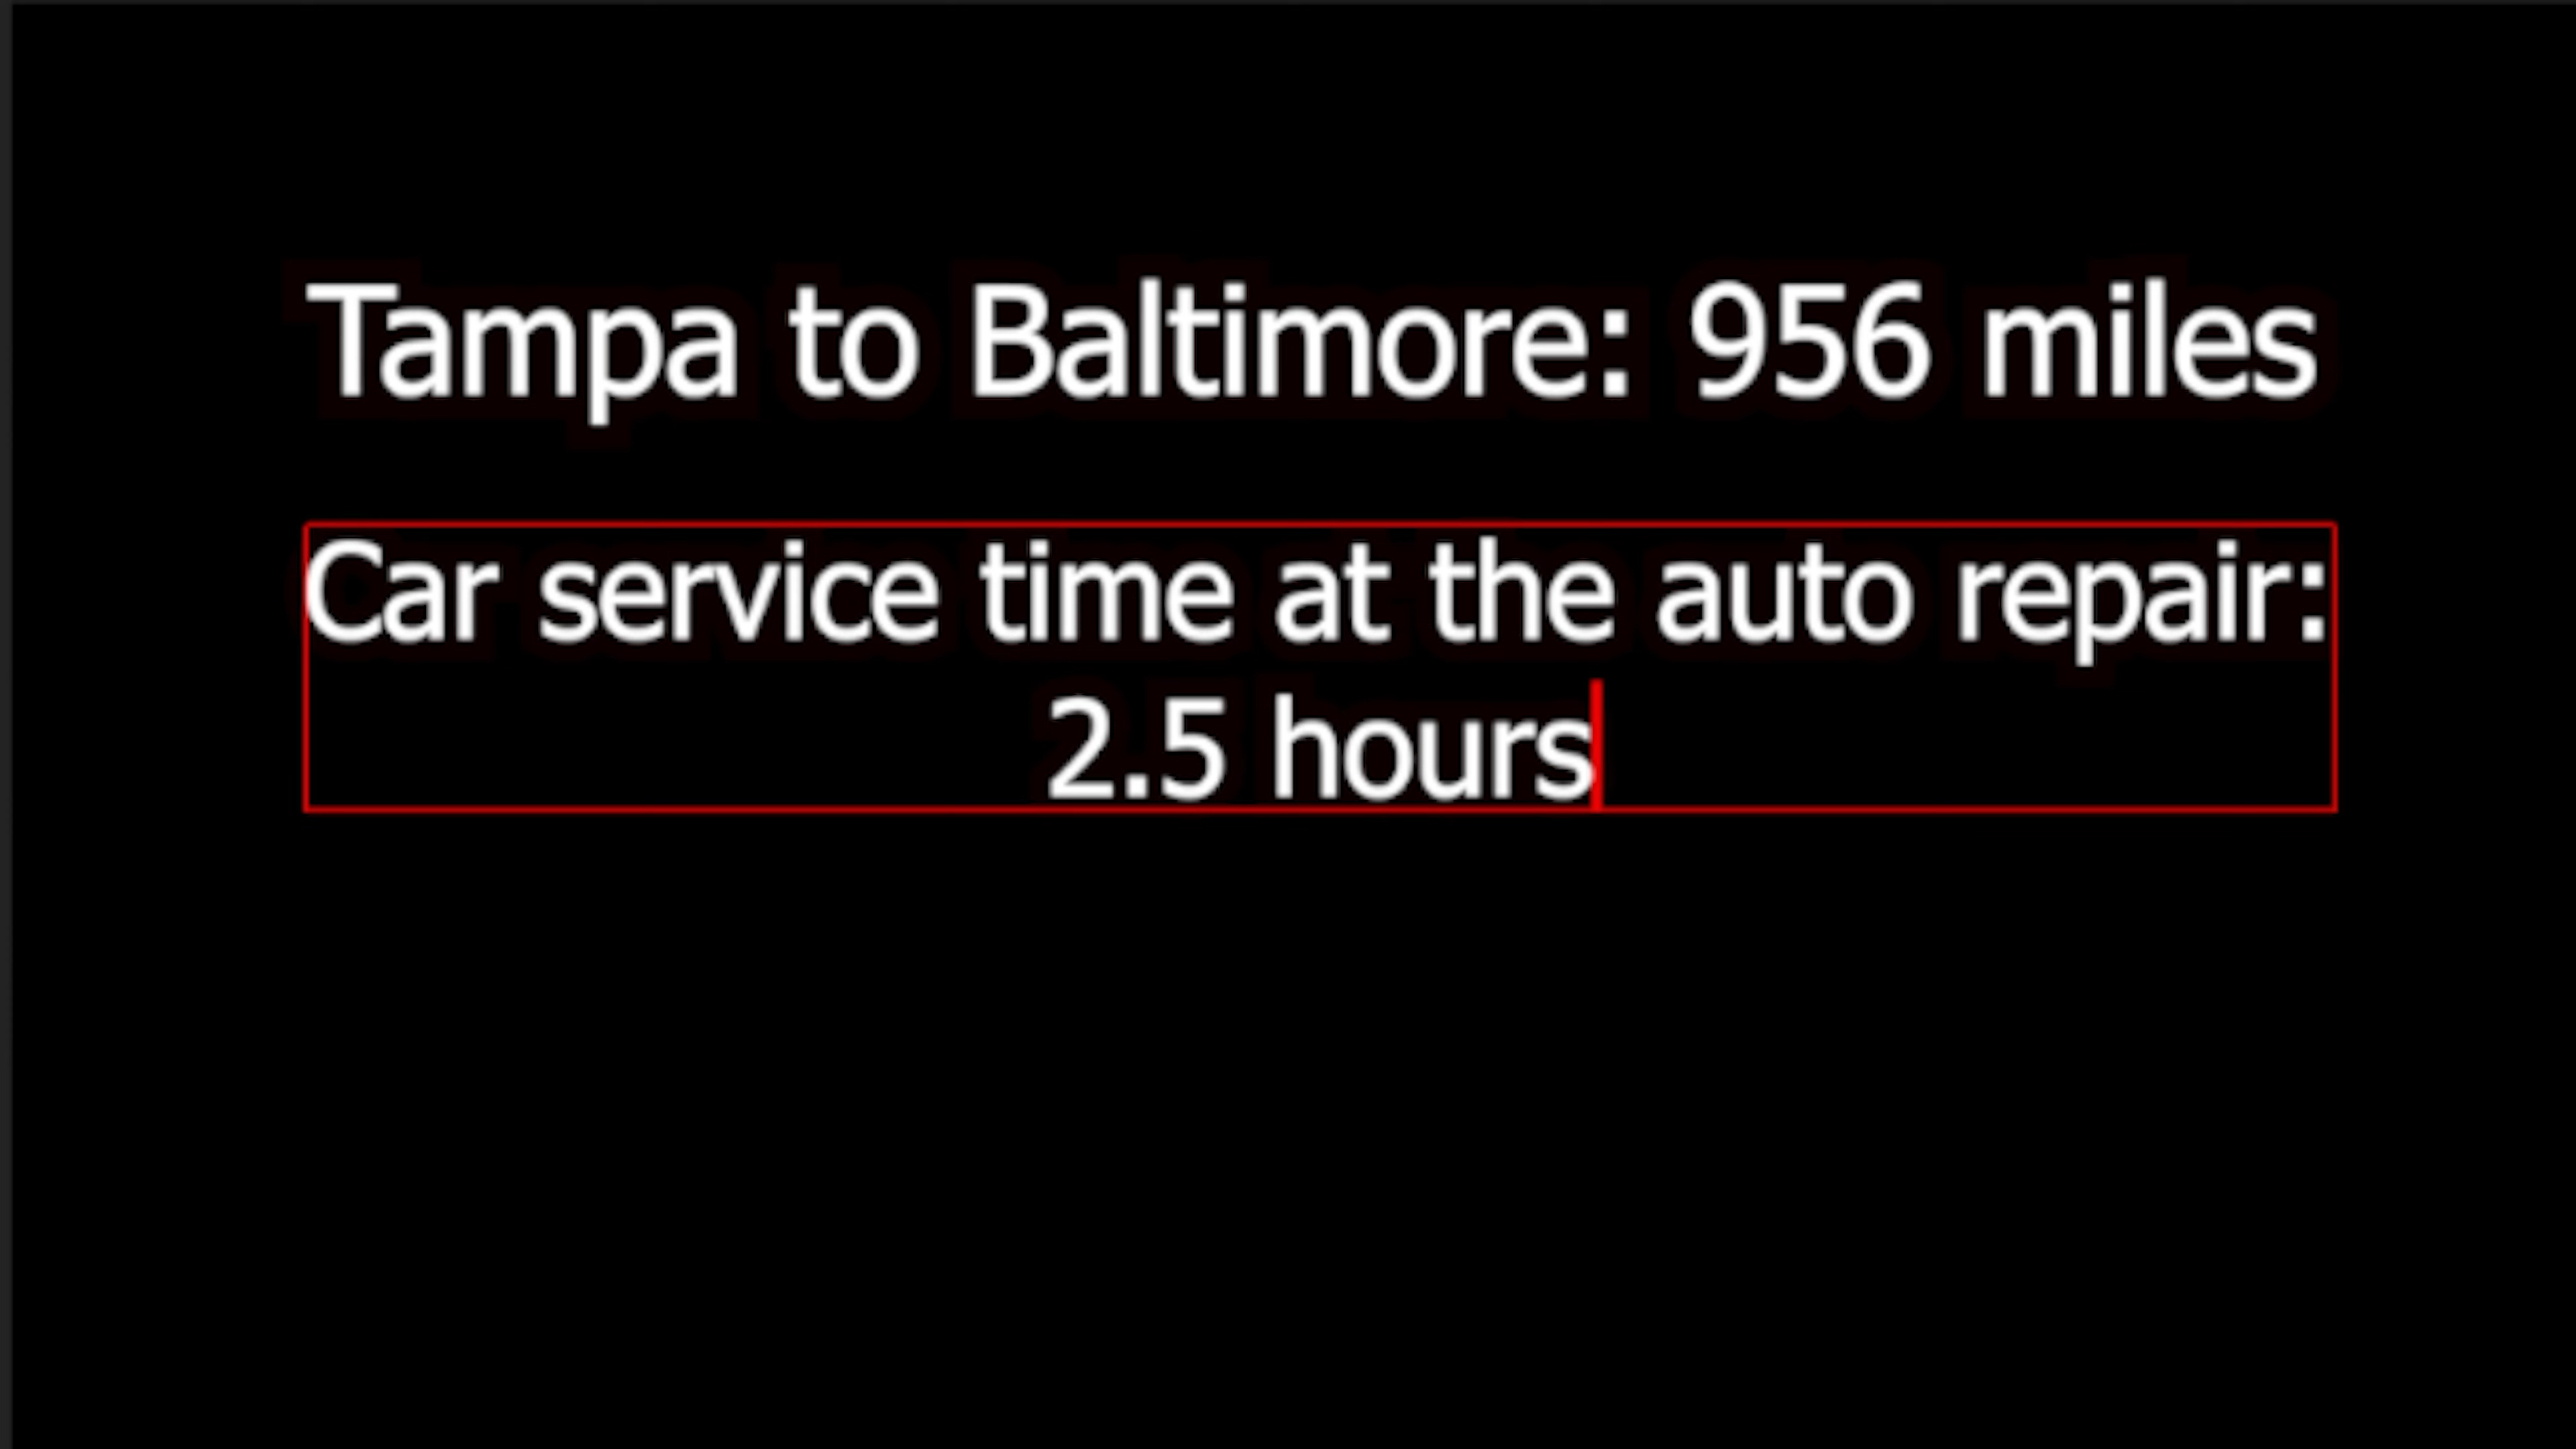 Tampa to Baltimore: 956 miles
Car service time at the auto repair:
2.5 hours